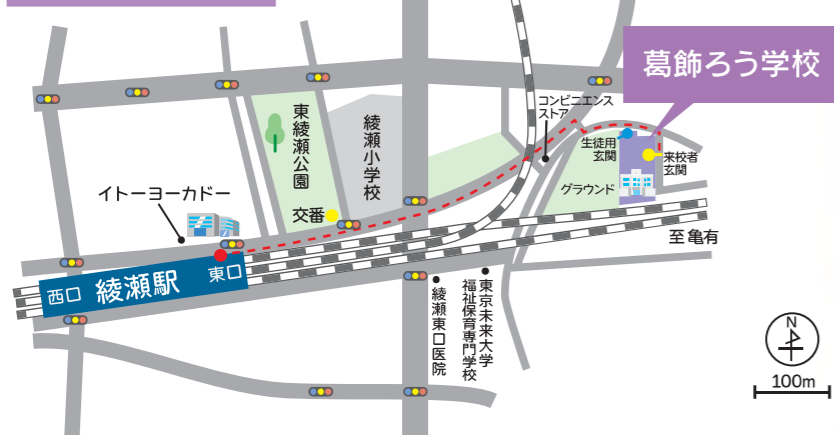 葛飾ろう学校
コンビニエンス
ストア
東綾瀬公園
綾瀬小学校
生徒用
玄関
来校者
玄関
グラウンド
イトーヨーカドー
交番
至亀有
東口
綾瀬駅
西口
綾瀬東口医院
東京未来大学
福祉保育専門学校
N
100m